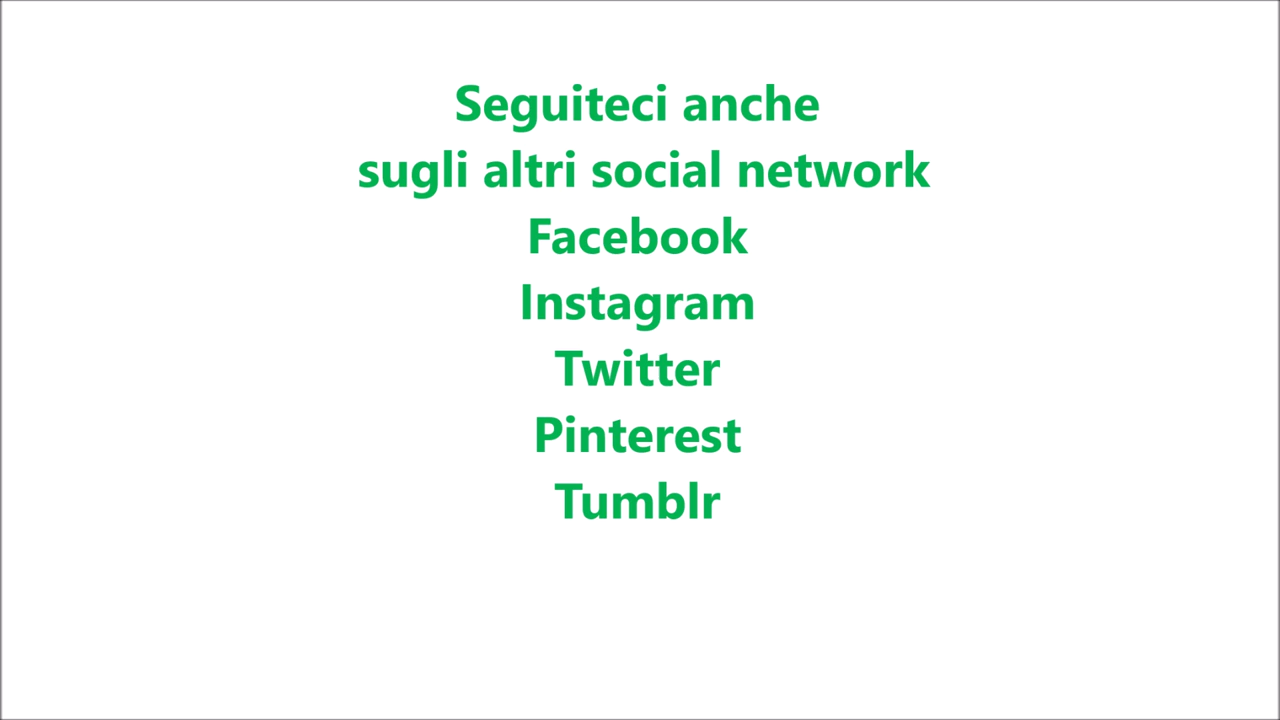 Seguiteci anche
sugli altri social network
Facebook
Instagram
Twitter
Pinterest
Tumblr